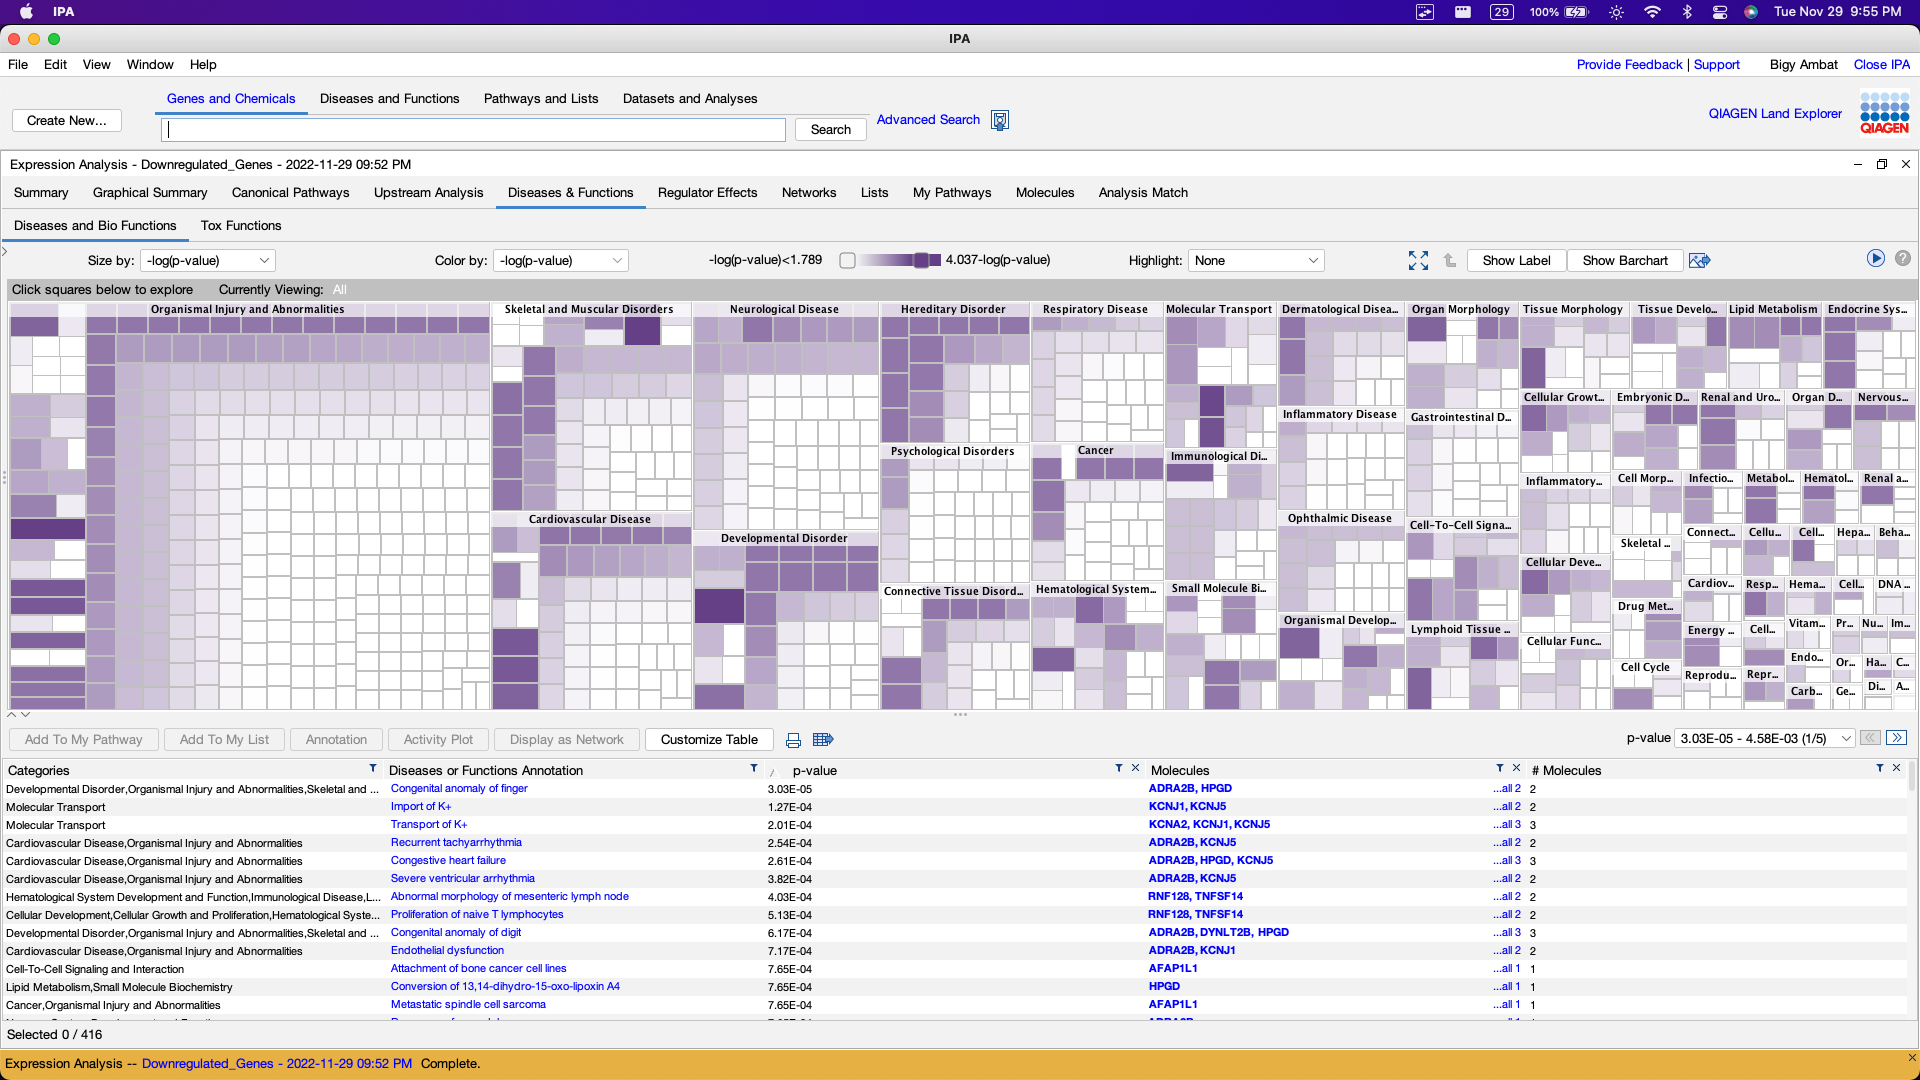 IPA
29 100% Tue Nov 29 9:55 PM
IPA
File Edit View Window Help
Provide Feedback | Support Bigy Ambat Close IPA
Create New...
Genes and Chemicals Diseases and Functions Pathways and Lists Datasets and Analyses
Search Advanced Search
QIAGEN Land Explorer
QIAGEN
Expression Analysis - Downregulated_Genes - 2022-11-29 09:52 PM
Summary Graphical Summary Canonical Pathways Upstream Analysis Diseases & Functions Regulator Effects Networks Lists My Pathways Molecules Analysis Match
Diseases and Bio Functions Tox Functions
Size by: -log(p-value) Color by: -log(p-value) -log(p-value)<1.789 4.037-log(p-value) Highlight: None Show Label Show Barchart
Click squares below to explore Currently Viewing: All
Organismal Injury and Abnormalities Skeletal and Muscular Disorders Neurological Disease Hereditary Disorder Respiratory Disease Molecular Transport Dermatological Disea... Organ Morphology Tissue Morphology Tissue Develo... Lipid Metabolism Endocrine Sys...
Cellular Growt... Embryonic D... Renal and Uro... Organ D... Nervous...
Inflammatory Disease Gastrointestinal D...
Psychological Disorders Cancer Immunological Di...
Inflammatory... Cell Morp... Infectio... Metabol... Hematol... Renal a...
Cardiovascular Disease Ophthalmic Disease Cell-To-Cell Signa...
Developmental Disorder Skeletal ... Connect... Cellu... Cell... Hepa... Beha...
Cellular Deve...
Connective Tissue Disord... Hematological System... Small Molecule Bi... Cardiov... Resp... Hema... Cell... DNA ...
Drug Met...
Organismal Develop... Lymphoid Tissue ... Energy ... Cell... Vitam... Pr... Nu... Im...
Cellular Func... Endo... Or... Ha... C...
Cell Cycle Reprodu... Repr... Carb... Ge... Di... A...
Add To My Pathway Add To My List Annotation Activity Plot Display as Network Customize Table p-value 3.03E-05 - 4.58E-03 (1/5)
Categories Diseases or Functions Annotation p-value Molecules # Molecules
Developmental Disorder,Organismal Injury and Abnormalities,Skeletal and ... Congenital anomaly of finger 3.03E-05 ADRA2B, HPGD ...all 2 2
Molecular Transport Import of K+ 1.27E-04 KCNJ1, KCNJ5 ...all 2 2
Molecular Transport Transport of K+ 2.01E-04 KCNA2, KCNJ1, KCNJ5 ...all 3 3
Cardiovascular Disease,Organismal Injury and Abnormalities Recurrent tachyarrhythmia 2.54E-04 ADRA2B, KCNJ5 ...all 2 2
Cardiovascular Disease,Organismal Injury and Abnormalities Congestive heart failure 2.61E-04 ADRA2B, HPGD, KCNJ5 ...all 3 3
Cardiovascular Disease,Organismal Injury and Abnormalities Severe ventricular arrhythmia 3.82E-04 ADRA2B, KCNJ5 ...all 2 2
Hematological System Development and Function,Immunological Disease,L... Abnormal morphology of mesenteric lymph node 4.03E-04 RNF128, TNFSF14 ...all 2 2
Cellular Development,Cellular Growth and Proliferation,Hematological Syste... Proliferation of naive T lymphocytes 5.13E-04 RNF128, TNFSF14 ...all 2 2
Developmental Disorder,Organismal Injury and Abnormalities,Skeletal and ... Congenital anomaly of digit 6.17E-04 ADRA2B, DYNLT2B, HPGD ...all 3 3
Cardiovascular Disease,Organismal Injury and Abnormalities Endothelial dysfunction 7.17E-04 ADRA2B, KCNJ1 ...all 2 2
Cell-To-Cell Signaling and Interaction Attachment of bone cancer cell lines 7.65E-04 AFAP1L1 ...all 1 1
Lipid Metabolism,Small Molecule Biochemistry Conversion of 13,14-dihydro-15-oxo-lipoxin A4 7.65E-04 HPGD ...all 1 1
Cancer,Organismal Injury and Abnormalities Metastatic spindle cell sarcoma 7.65E-04 AFAP1L1 ...all 1 1
Selected 0 / 416
Expression Analysis -- Downregulated_Genes - 2022-11-29 09:52 PM Complete.